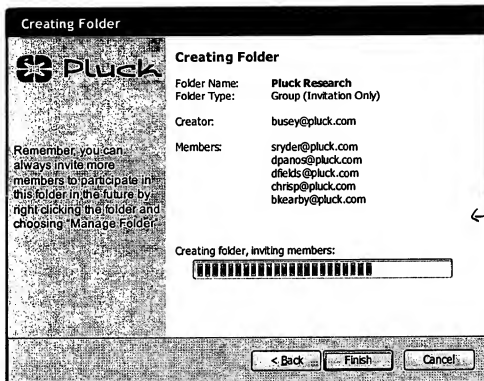 Creating Folder
Pluck
Remember, you can
always invite more
members to participate in
this folder in the future by
right clicking the folder and
choosing "Manage Folder
Creating Folder
Folder Name: Pluck Research
Folder Type: Group (Invitation Only)
Creator: busey@pluck.com
Members: sryder@pluck.com
dpanos@pluck.com
dfields@pluck.com
chrisp@pluck.com
bkearby@pluck.com
Creating folder, inviting members:
< Back
Finish
Cancel